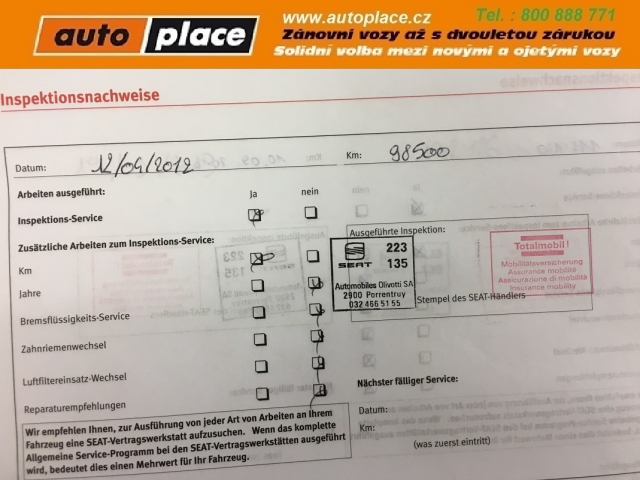 auto place
www.autoplace.cz
Tel. : 800 888 771
Zánovní vozy až s dvouletou zárukou
Solidní volba mezi novými a ojetými vozy
Inspektionsnachweise
Datum: 12/04/2012 Km: 98500
Arbeiten ausgeführt: Ja nein
Inspektions-Service
Zusätzliche Arbeiten zum Inspektions-Service:
Km
Jahre
Bremsflüssigkeits-Service
Zahnriemenwechsel
Luftfiltereinsatz-Wechsel
Reparaturempfehlungen
Ausgeführte Inspektion:
223
SEAT 135
Automobiles Olivotti SA
2900 Porrentruy
032 466 51 55
Stempel des SEAT-Händlers
Totalmobil!
Mobilitätsversicherung
Assurance mobilité
Assicurazione di mobilità
Insurance mobility
Nächster fälliger Service:
Datum:
Km:
(was zuerst eintritt)
Wir empfehlen Ihnen, zur Ausführung von jeder Art von Arbeiten an Ihrem
Fahrzeug eine SEAT-Vertragswerkstatt aufzusuchen. Wenn das komplette
Allgemeine Service-Programm bei den SEAT-Vertragswerkstätten ausgeführt
wird, bedeutet dies einen Mehrwert für Ihr Fahrzeug.